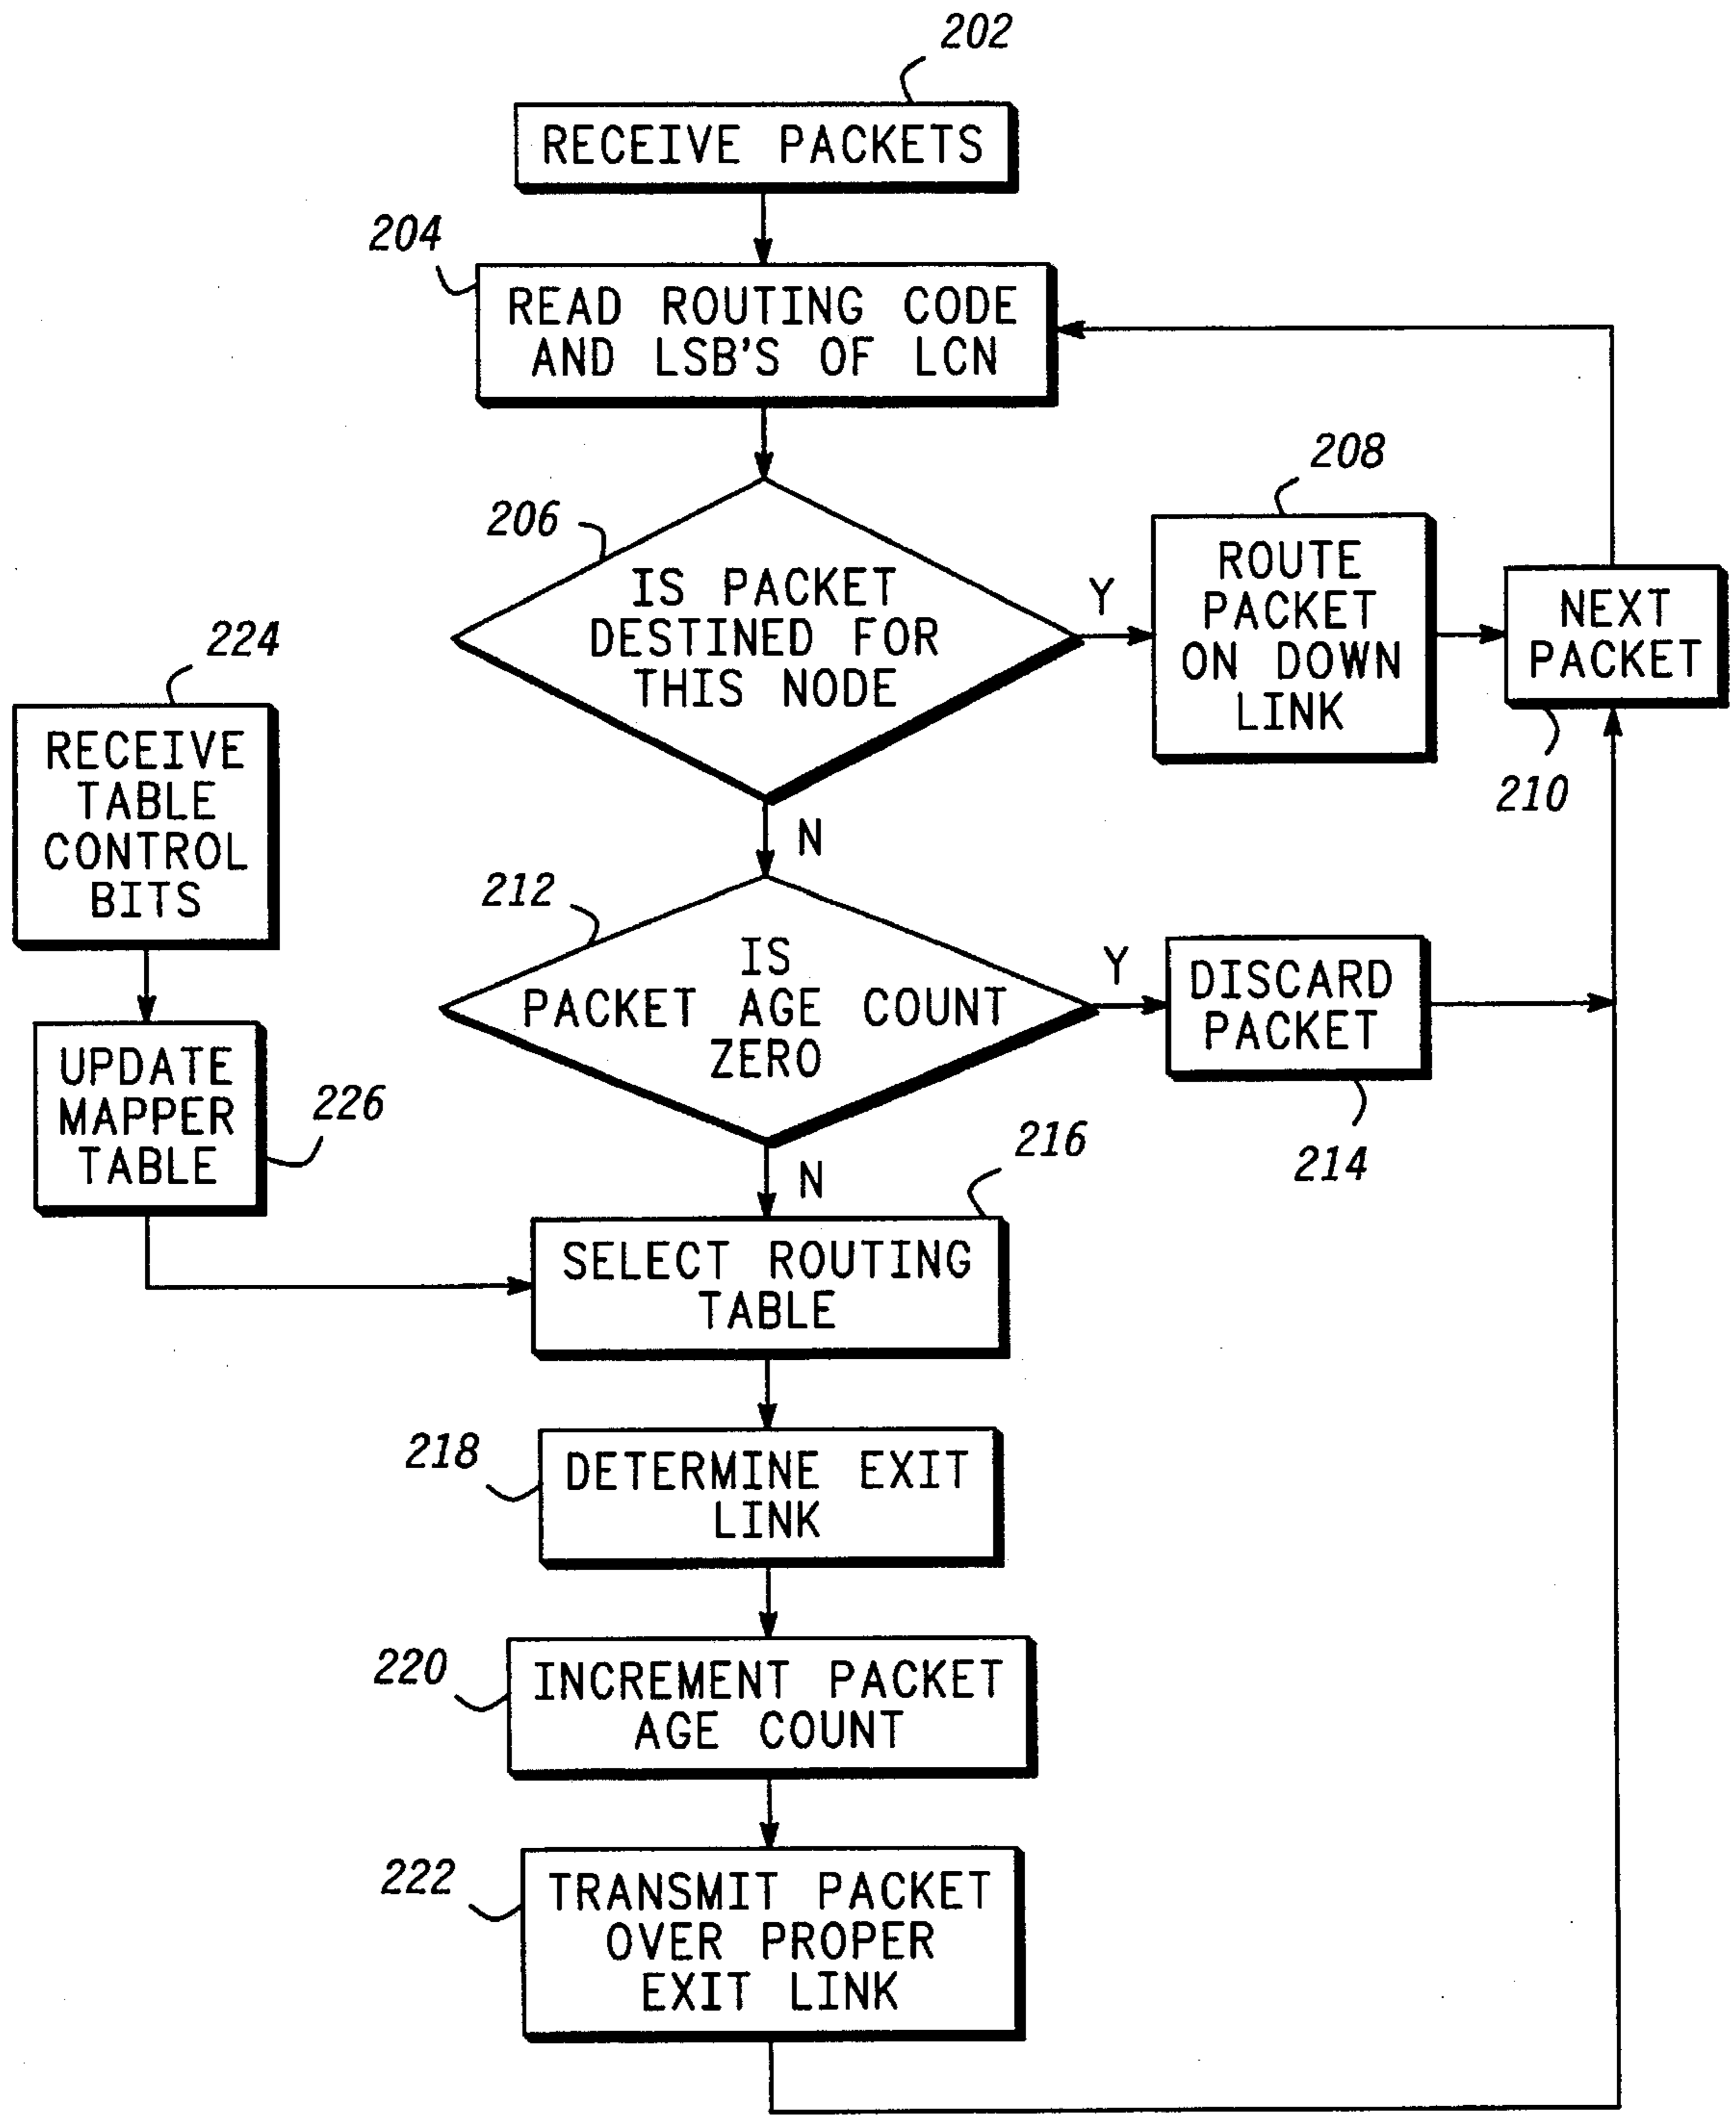 202
RECEIVE PACKETS
204
READ ROUTING CODE
AND LSB'S OF LCN
206
IS PACKET
DESTINED FOR
THIS NODE
Y
208
ROUTE
PACKET
ON DOWN
LINK
NEXT
PACKET
210
224
RECEIVE
TABLE
CONTROL
BITS
N
212
IS
PACKET AGE COUNT
ZERO
Y
DISCARD
PACKET
214
UPDATE
MAPPER
TABLE
226
N
216
SELECT ROUTING
TABLE
218
DETERMINE EXIT
LINK
220
INCREMENT PACKET
AGE COUNT
222
TRANSMIT PACKET
OVER PROPER
EXIT LINK